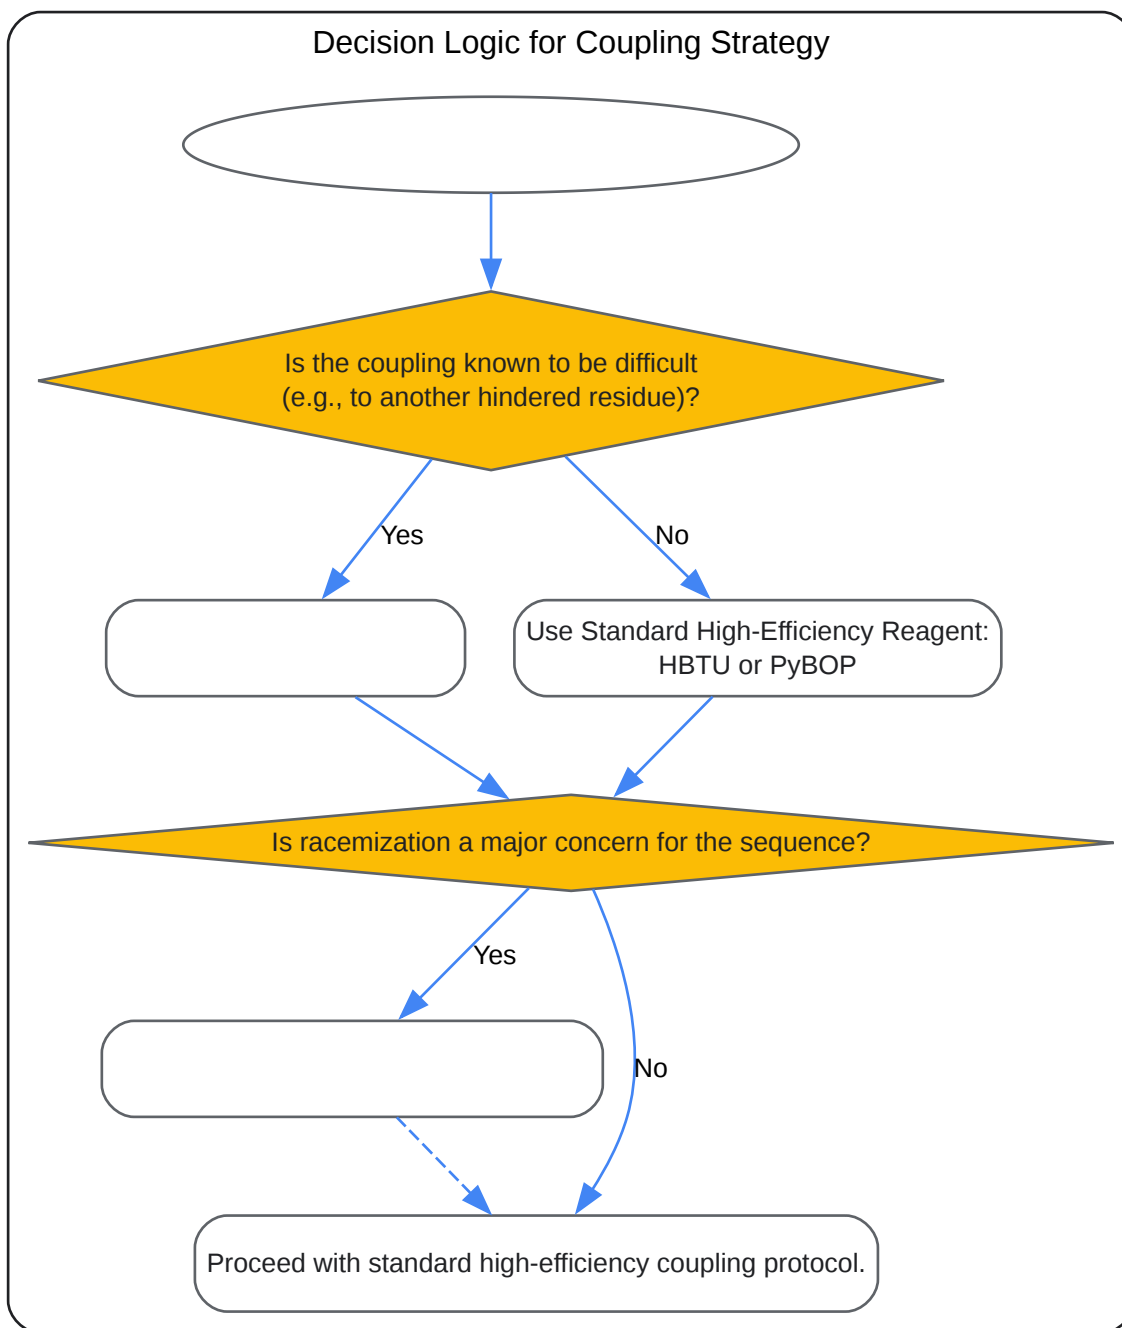 Decision Logic for Coupling Strategy
Is the coupling known to be difficult
(e.g., to another hindered residue)?
Yes
No
Use Standard High-Efficiency Reagent:
HBTU or PyBOP
Is racemization a major concern for the sequence?
Yes
No
Proceed with standard high-efficiency coupling protocol.